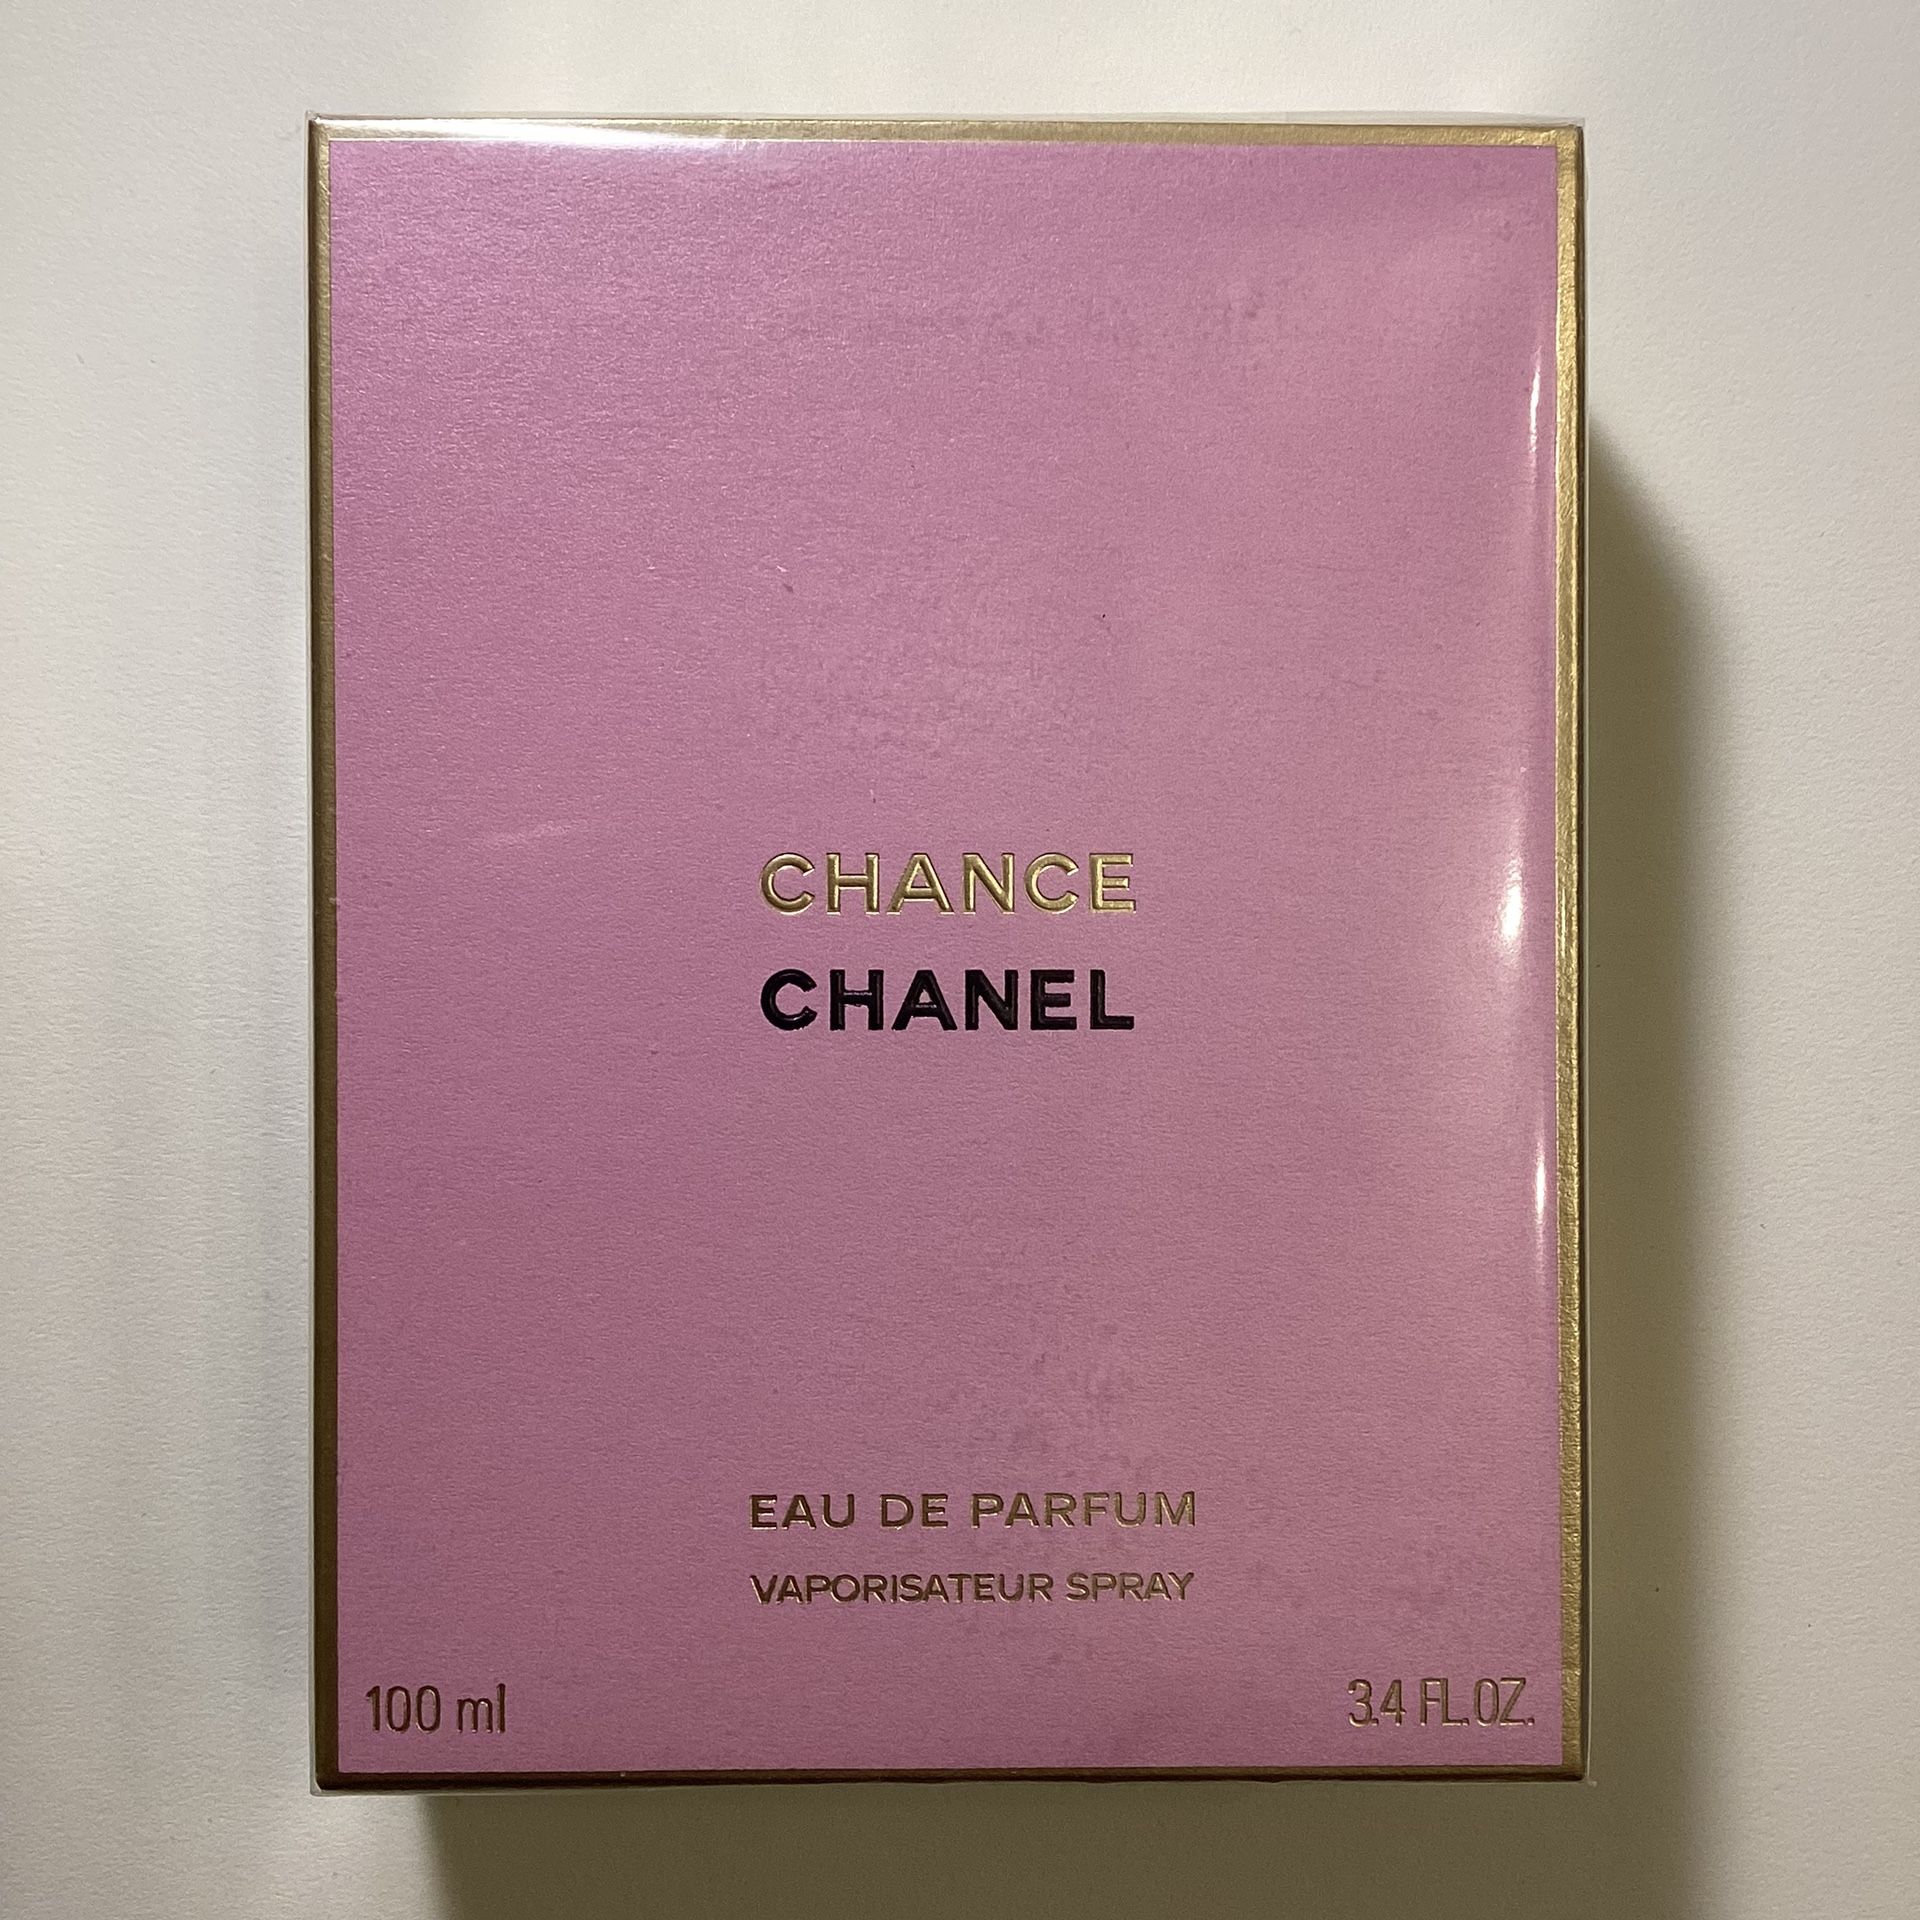 CHANCE
CHANEL
EAU DE PARFUM
VAPORISATEUR SPRAY
100 ml
3.4 FL.OZ.